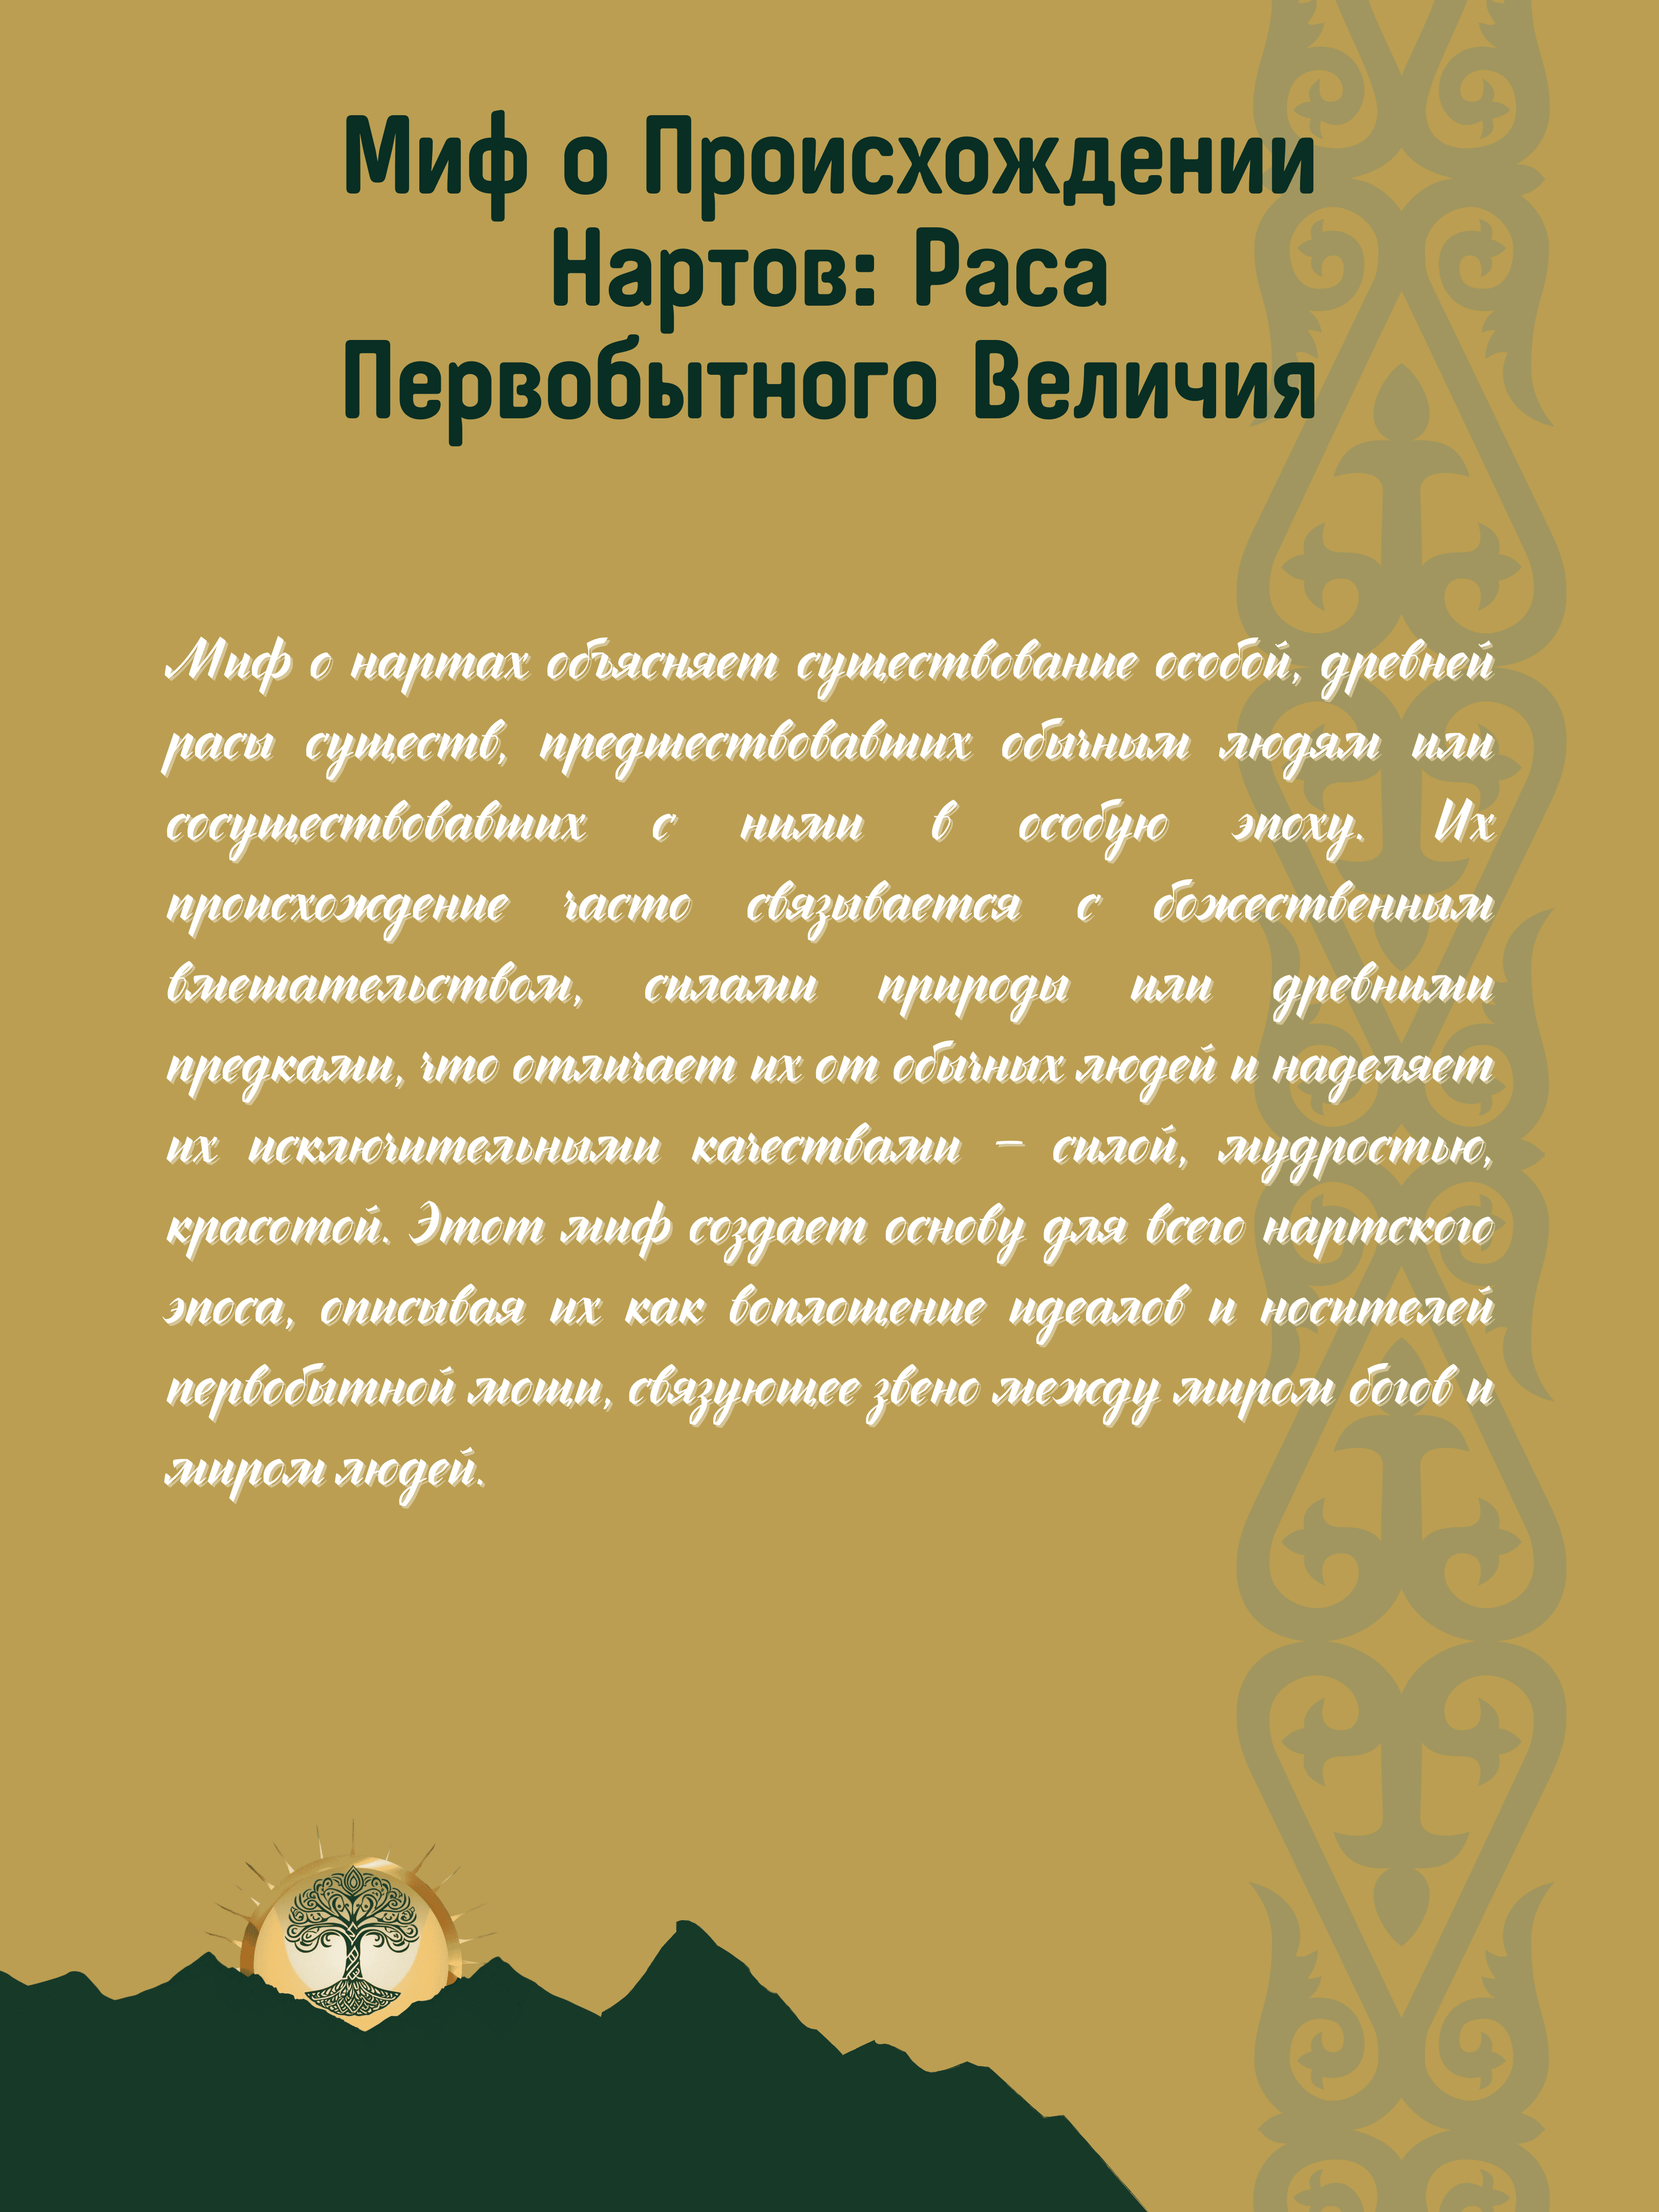 Миф о Происхождении
Нартов: Раса
Первобытного Величия
Миф о нартах объясняет существование особой, древней
расы существ, предшествовавших обычным людям или
сосуществовавших с ними в особую эпоху. Их
происхождение часто связывается с божественным
вмешательством, силами природы или древними
предками, что отличает их от обычных людей и наделяет
их исключительными качествами – силой, мудростью,
красотой. Этот миф создает основу для всего нартского
эпоса, описывая их как воплощение идеалов и носителей
первобытной мощи, связующее звено между миром богов и
миром людей.